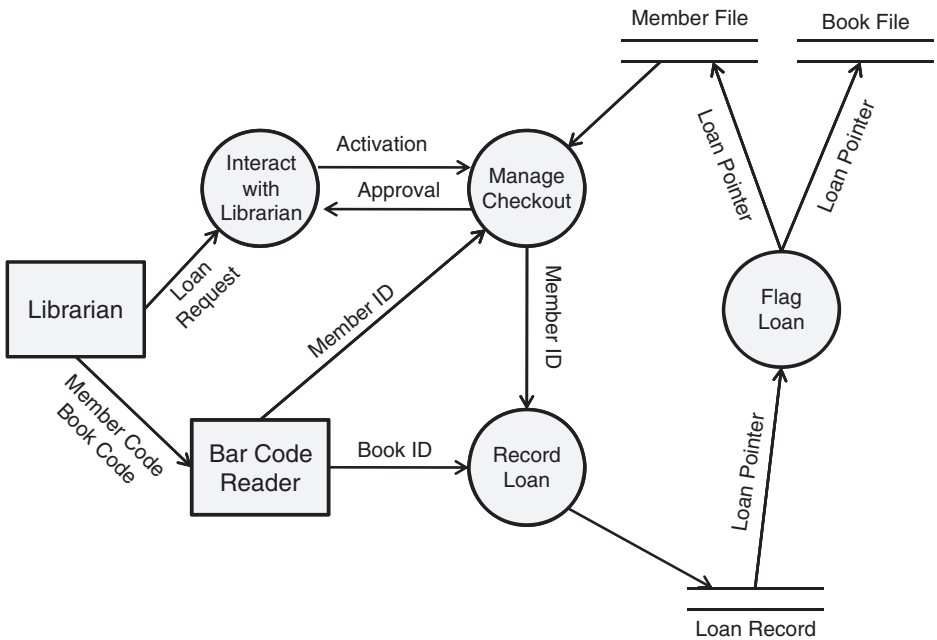 Member File
Book File
Activation
Interact
with
Librarian
Manage
Checkout
Approval
Loan Pointer
Loan Pointer
Loan
Request
Librarian
Member ID
Member ID
Flag
Loan
Member Code
Book Code
Bar Code
Reader
Book ID
Record
Loan
Loan Pointer
Loan Record